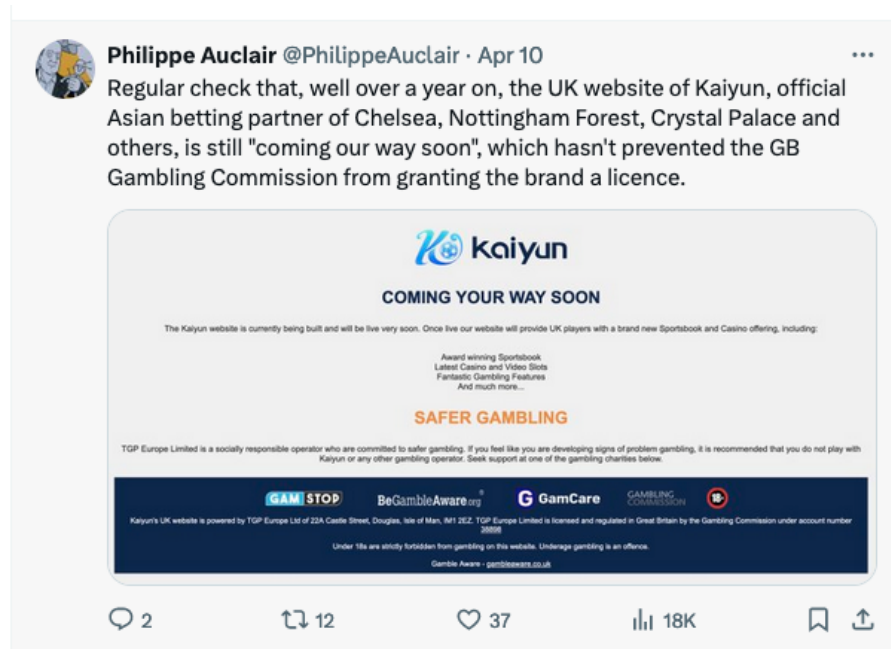 Philippe Auclair @PhilippeAuclair · Apr 10
Regular check that, well over a year on, the UK website of Kaiyun, official
Asian betting partner of Chelsea, Nottingham Forest, Crystal Palace and
others, is still "coming our way soon", which hasn't prevented the GB
Gambling Commission from granting the brand a licence.
kaiyun
COMING YOUR WAY SOON
The Kaiyun website is currently being built and will be live very soon. Once live our website will provide UK players with a brand new Sportsbook and Casino offering, including:
Award winning Sportsbook
Latest Casino and Video Slots
Fantastic Gambling Features
And much more...
SAFER GAMBLING
TGP Europe Limited is a socially responsible operator who are committed to safer gambling. If you feel like you are developing signs of problem gambling, it is recommended that you do not play with
Kaiyun or any other gambling operator. Seek support at one of the gambling charities below.
GAMSTOP BeGambleAware.org® G GamCare GAMBLING COMMISSION 18+
Kaiyun's UK website is powered by TGP Europe Ltd of 22A Castle Street, Douglas, Isle of Man, IM1 2EZ. TGP Europe Limited is licensed and regulated in Great Britain by the Gambling Commission under account number
38898
Under 18s are strictly forbidden from gambling on this website. Underage gambling is an offence.
Gamble Aware - gambleaware.co.uk
2 12 37 18K